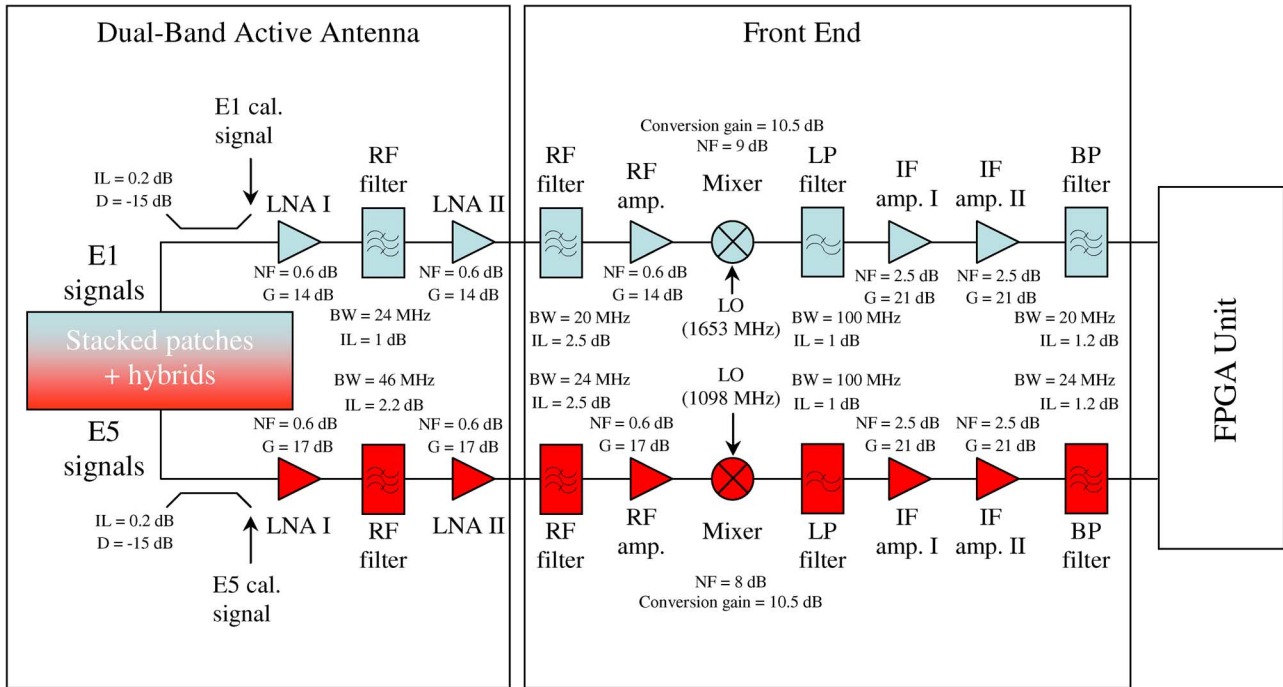 Dual-Band Active Antenna
Front End
E1 cal.
signal
IL = 0.2 dB
D = -15 dB
LNA I
RF
filter
LNA II
NF = 0.6 dB
G = 14 dB
NF = 0.6 dB
G = 14 dB
BW = 24 MHz
IL = 1 dB
E1
signals
Stacked patches
+ hybrids
E5
signals
BW = 46 MHz
IL = 2.2 dB
NF = 0.6 dB
G = 17 dB
NF = 0.6 dB
G = 17 dB
LNA I
RF
filter
LNA II
IL = 0.2 dB
D = -15 dB
E5 cal.
signal
Conversion gain = 10.5 dB
NF = 9 dB
RF
filter
RF
amp.
Mixer
LP
filter
IF
amp. I
IF
amp. II
BP
filter
NF = 0.6 dB
G = 14 dB
NF = 2.5 dB
G = 21 dB
NF = 2.5 dB
G = 21 dB
BW = 20 MHz
IL = 2.5 dB
LO
(1653 MHz)
BW = 100 MHz
IL = 1 dB
BW = 20 MHz
IL = 1.2 dB
BW = 24 MHz
IL = 2.5 dB
LO
(1098 MHz)
BW = 100 MHz
IL = 1 dB
BW = 24 MHz
IL = 1.2 dB
NF = 0.6 dB
G = 17 dB
NF = 2.5 dB
G = 21 dB
NF = 2.5 dB
G = 21 dB
RF
filter
RF
amp.
Mixer
LP
filter
IF
amp. I
IF
amp. II
BP
filter
NF = 8 dB
Conversion gain = 10.5 dB
FPGA Unit